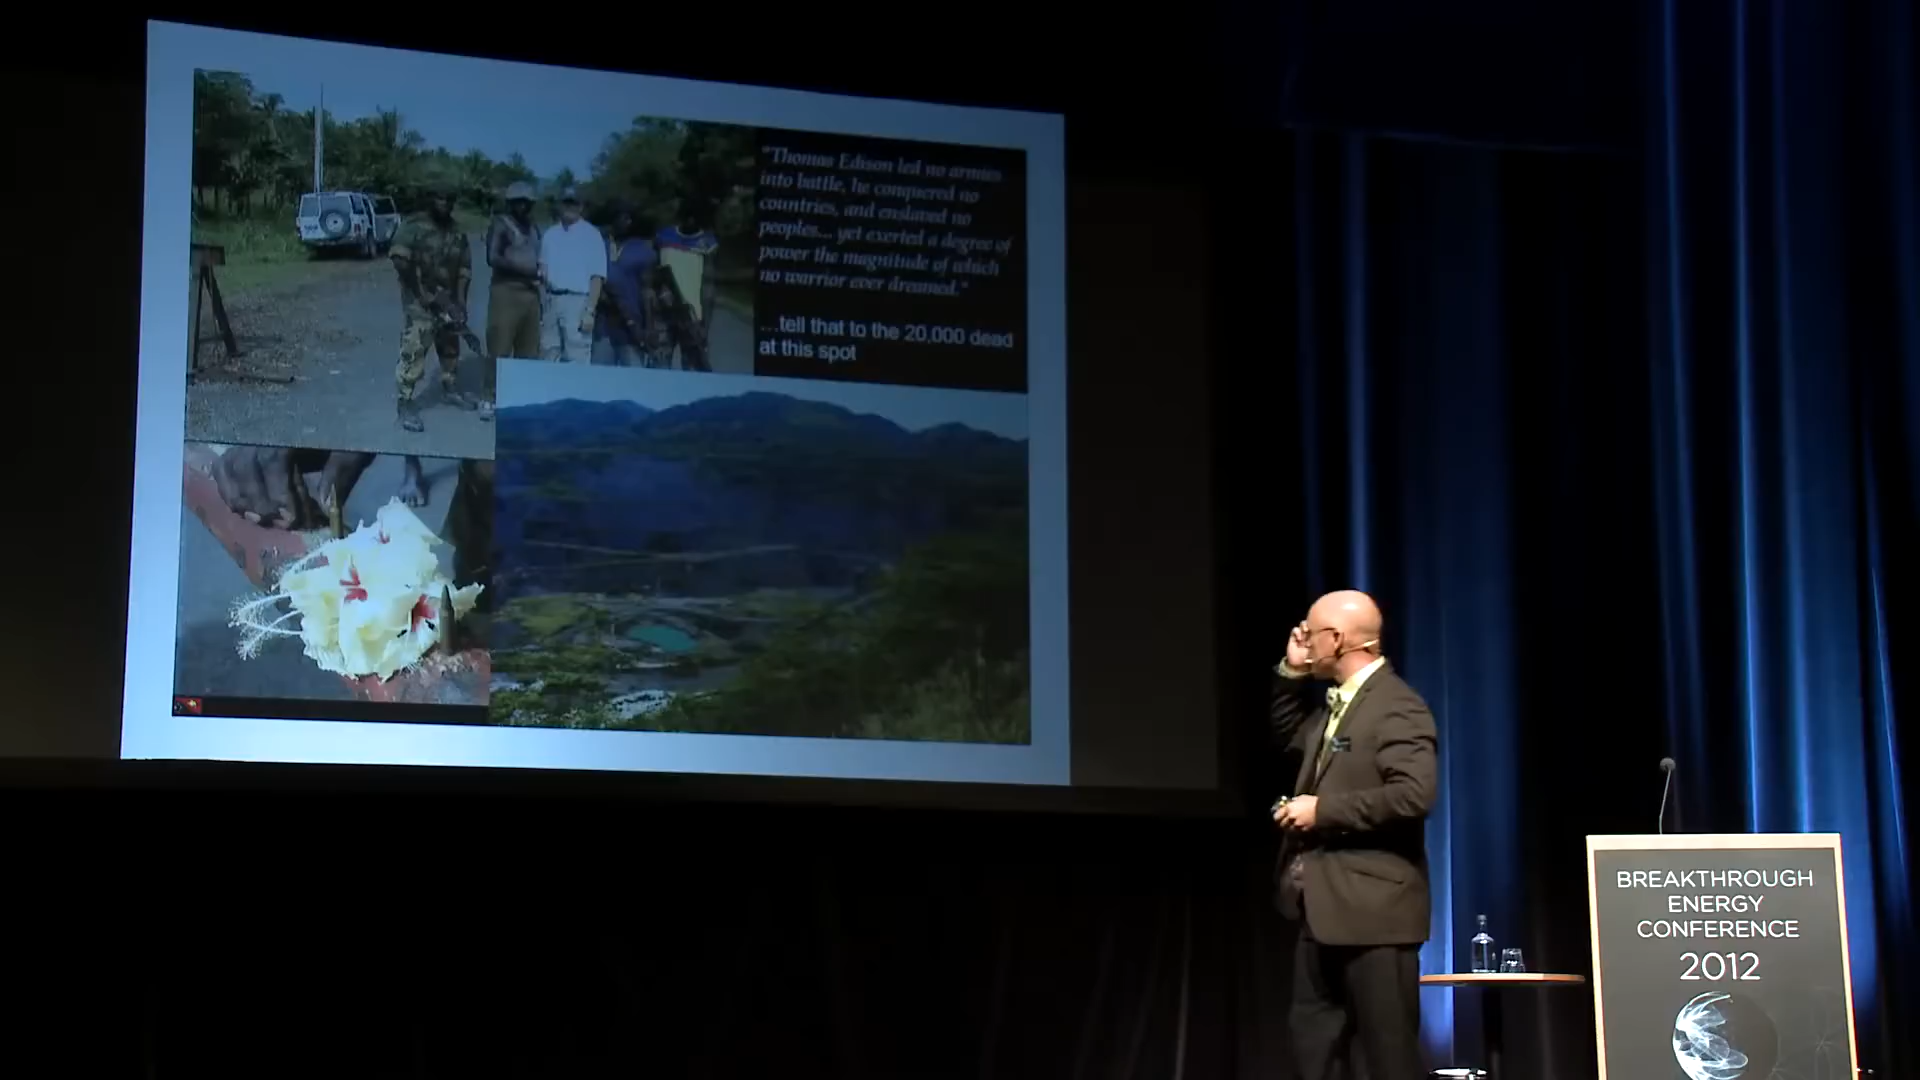 "Thomas Edison led no armies
into battle, he conquered no
countries, and enslaved no
peoples... yet exerted a degree of
power the magnitude of which
no warrior ever dreamed."
...tell that to the 20,000 dead
at this spot
BREAKTHROUGH
ENERGY
CONFERENCE
2012